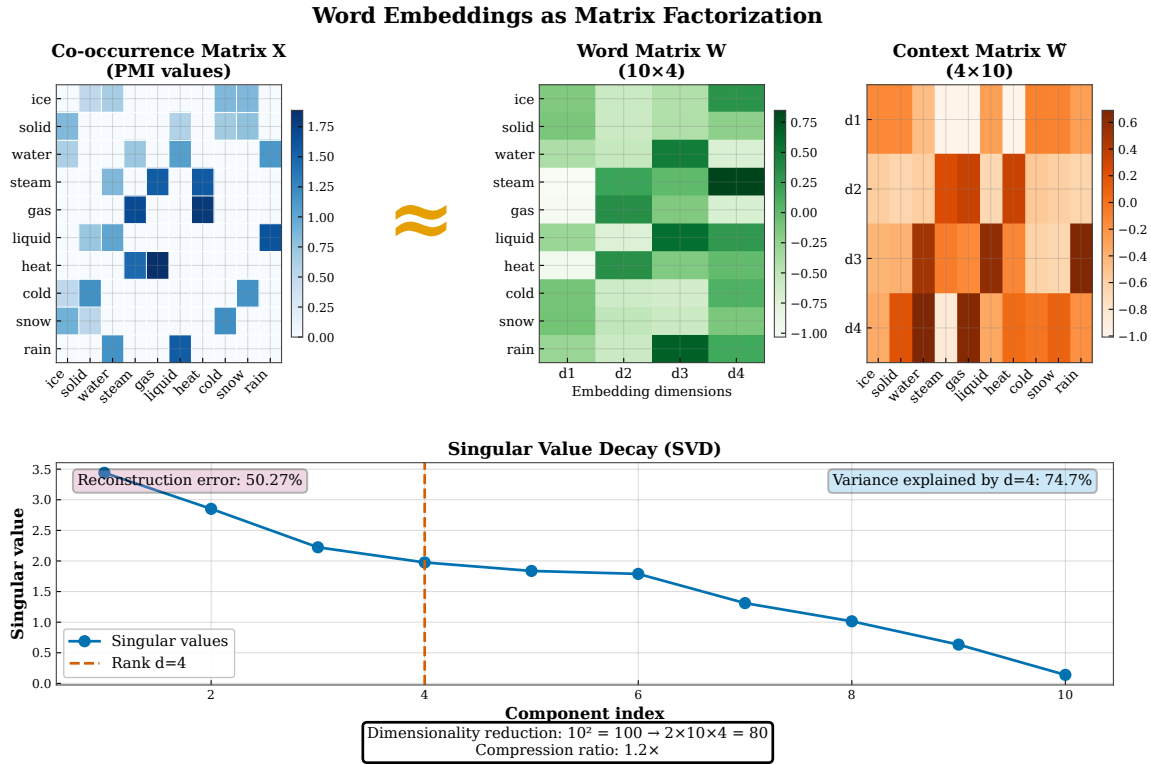 Word Embeddings as Matrix Factorization
Co-occurrence Matrix X
(PMI values)
ice
solid
water
steam
gas
liquid
heat
cold
snow
rain
ice
solid
water
steam
gas
liquid
heat
cold
snow
rain
1.75
1.50
1.25
1.00
0.75
0.50
0.25
0.00
≈
Word Matrix W
(10×4)
ice
solid
water
steam
gas
liquid
heat
cold
snow
rain
d1
d2
d3
d4
Embedding dimensions
0.75
0.50
0.25
0.00
−0.25
−0.50
−0.75
−1.00
Context Matrix W̃
(4×10)
d1
d2
d3
d4
ice
solid
water
steam
gas
liquid
heat
cold
snow
rain
0.6
0.4
0.2
0.0
−0.2
−0.4
−0.6
−0.8
−1.0
Singular Value Decay (SVD)
Singular value
3.5
3.0
2.5
2.0
1.5
1.0
0.5
0.0
Reconstruction error: 50.27%
Variance explained by d=4: 74.7%
Singular values
Rank d=4
2
4
6
8
10
Component index
Dimensionality reduction: 10² = 100 → 2×10×4 = 80
Compression ratio: 1.2×